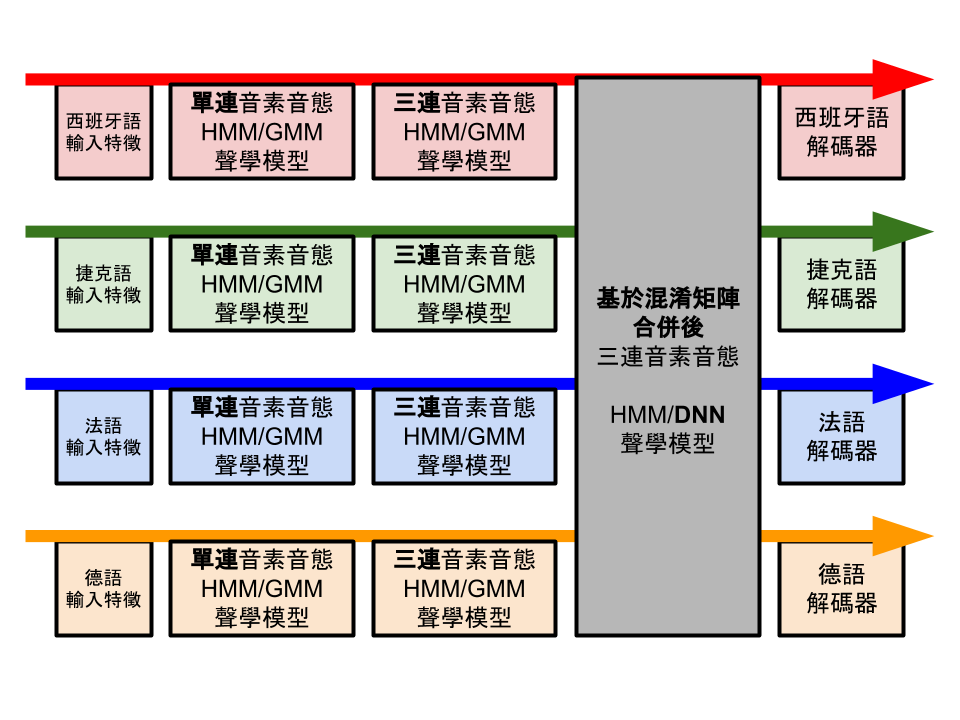 西班牙語
輸入特徵
單連音素音態
HMM/GMM
聲學模型
三連音素音態
HMM/GMM
聲學模型
西班牙語
解碼器
捷克語
輸入特徵
單連音素音態
HMM/GMM
聲學模型
三連音素音態
HMM/GMM
聲學模型
捷克語
解碼器
基於混淆矩陣
合併後
三連音素音態
HMM/DNN
聲學模型
法語
輸入特徵
單連音素音態
HMM/GMM
聲學模型
三連音素音態
HMM/GMM
聲學模型
法語
解碼器
德語
輸入特徵
單連音素音態
HMM/GMM
聲學模型
三連音素音態
HMM/GMM
聲學模型
德語
解碼器